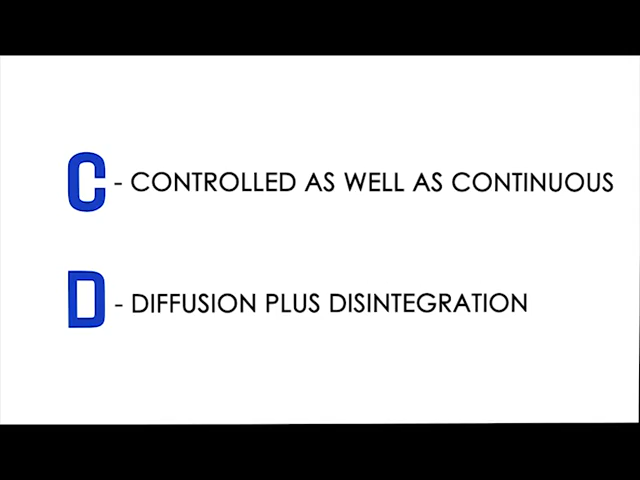 C - CONTROLLED AS WELL AS CONTINUOUS
D - DIFFUSION PLUS DISINTEGRATION